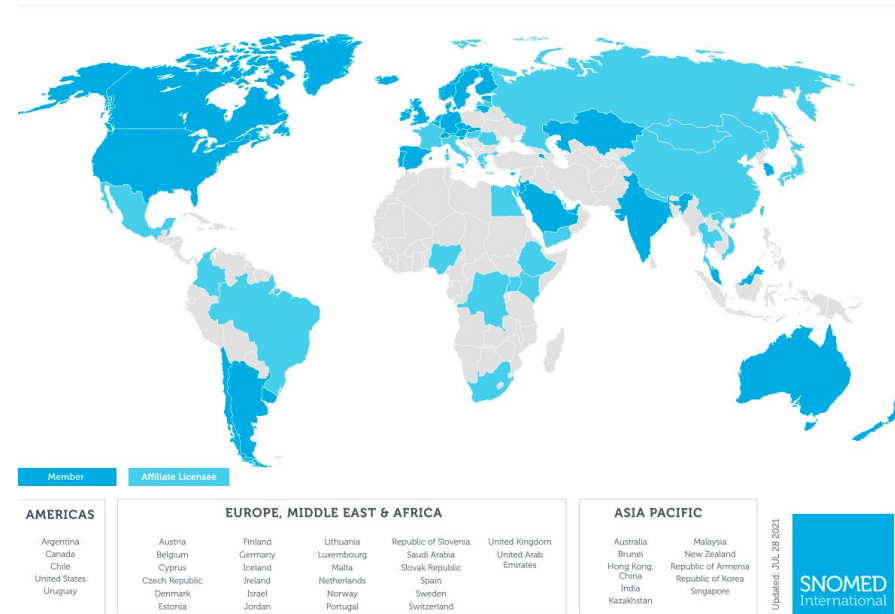 Member
Affiliate Licensee
AMERICAS
Argentina
Canada
Chile
United States
Uruguay
EUROPE, MIDDLE EAST & AFRICA
Austria
Belgium
Cyprus
Czech Republic
Denmark
Estonia
Finland
Germany
Iceland
Ireland
Israel
Jordan
Lithuania
Luxembourg
Malta
Netherlands
Norway
Portugal
Republic of Slovenia
Saudi Arabia
Slovak Republic
Spain
Sweden
Switzerland
United Kingdom
United Arab
Emirates
ASIA PACIFIC
Australia
Brunei
Hong Kong,
China
India
Kazakhstan
Malaysia
New Zealand
Republic of Armenia
Republic of Korea
Singapore
Updated: JUL 28 2021
SNOMED
International